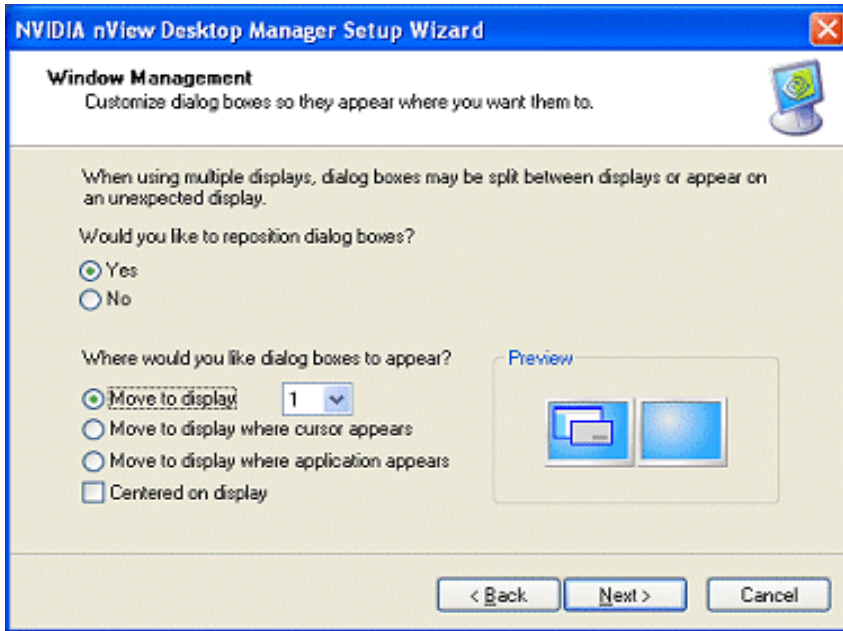 NVIDIA nView Desktop Manager Setup Wizard
Window Management
Customize dialog boxes so they appear where you want them to.
When using multiple displays, dialog boxes may be split between displays or appear on
an unexpected display.
Would you like to reposition dialog boxes?
Yes
No
Where would you like dialog boxes to appear?
Preview
Move to display 1
Move to display where cursor appears
Move to display where application appears
Centered on display
< Back Next > Cancel